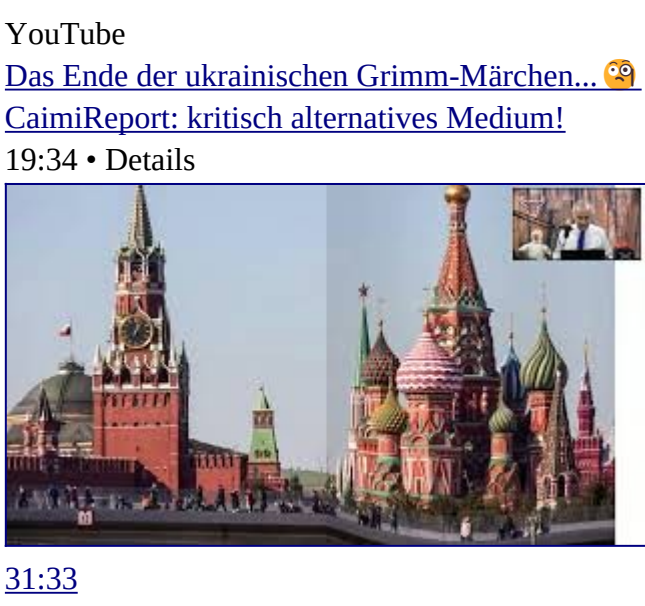 YouTube
Das Ende der ukrainischen Grimm-Märchen...🧐
CaimiReport: kritisch alternatives Medium!
19:34 • Details
31:33